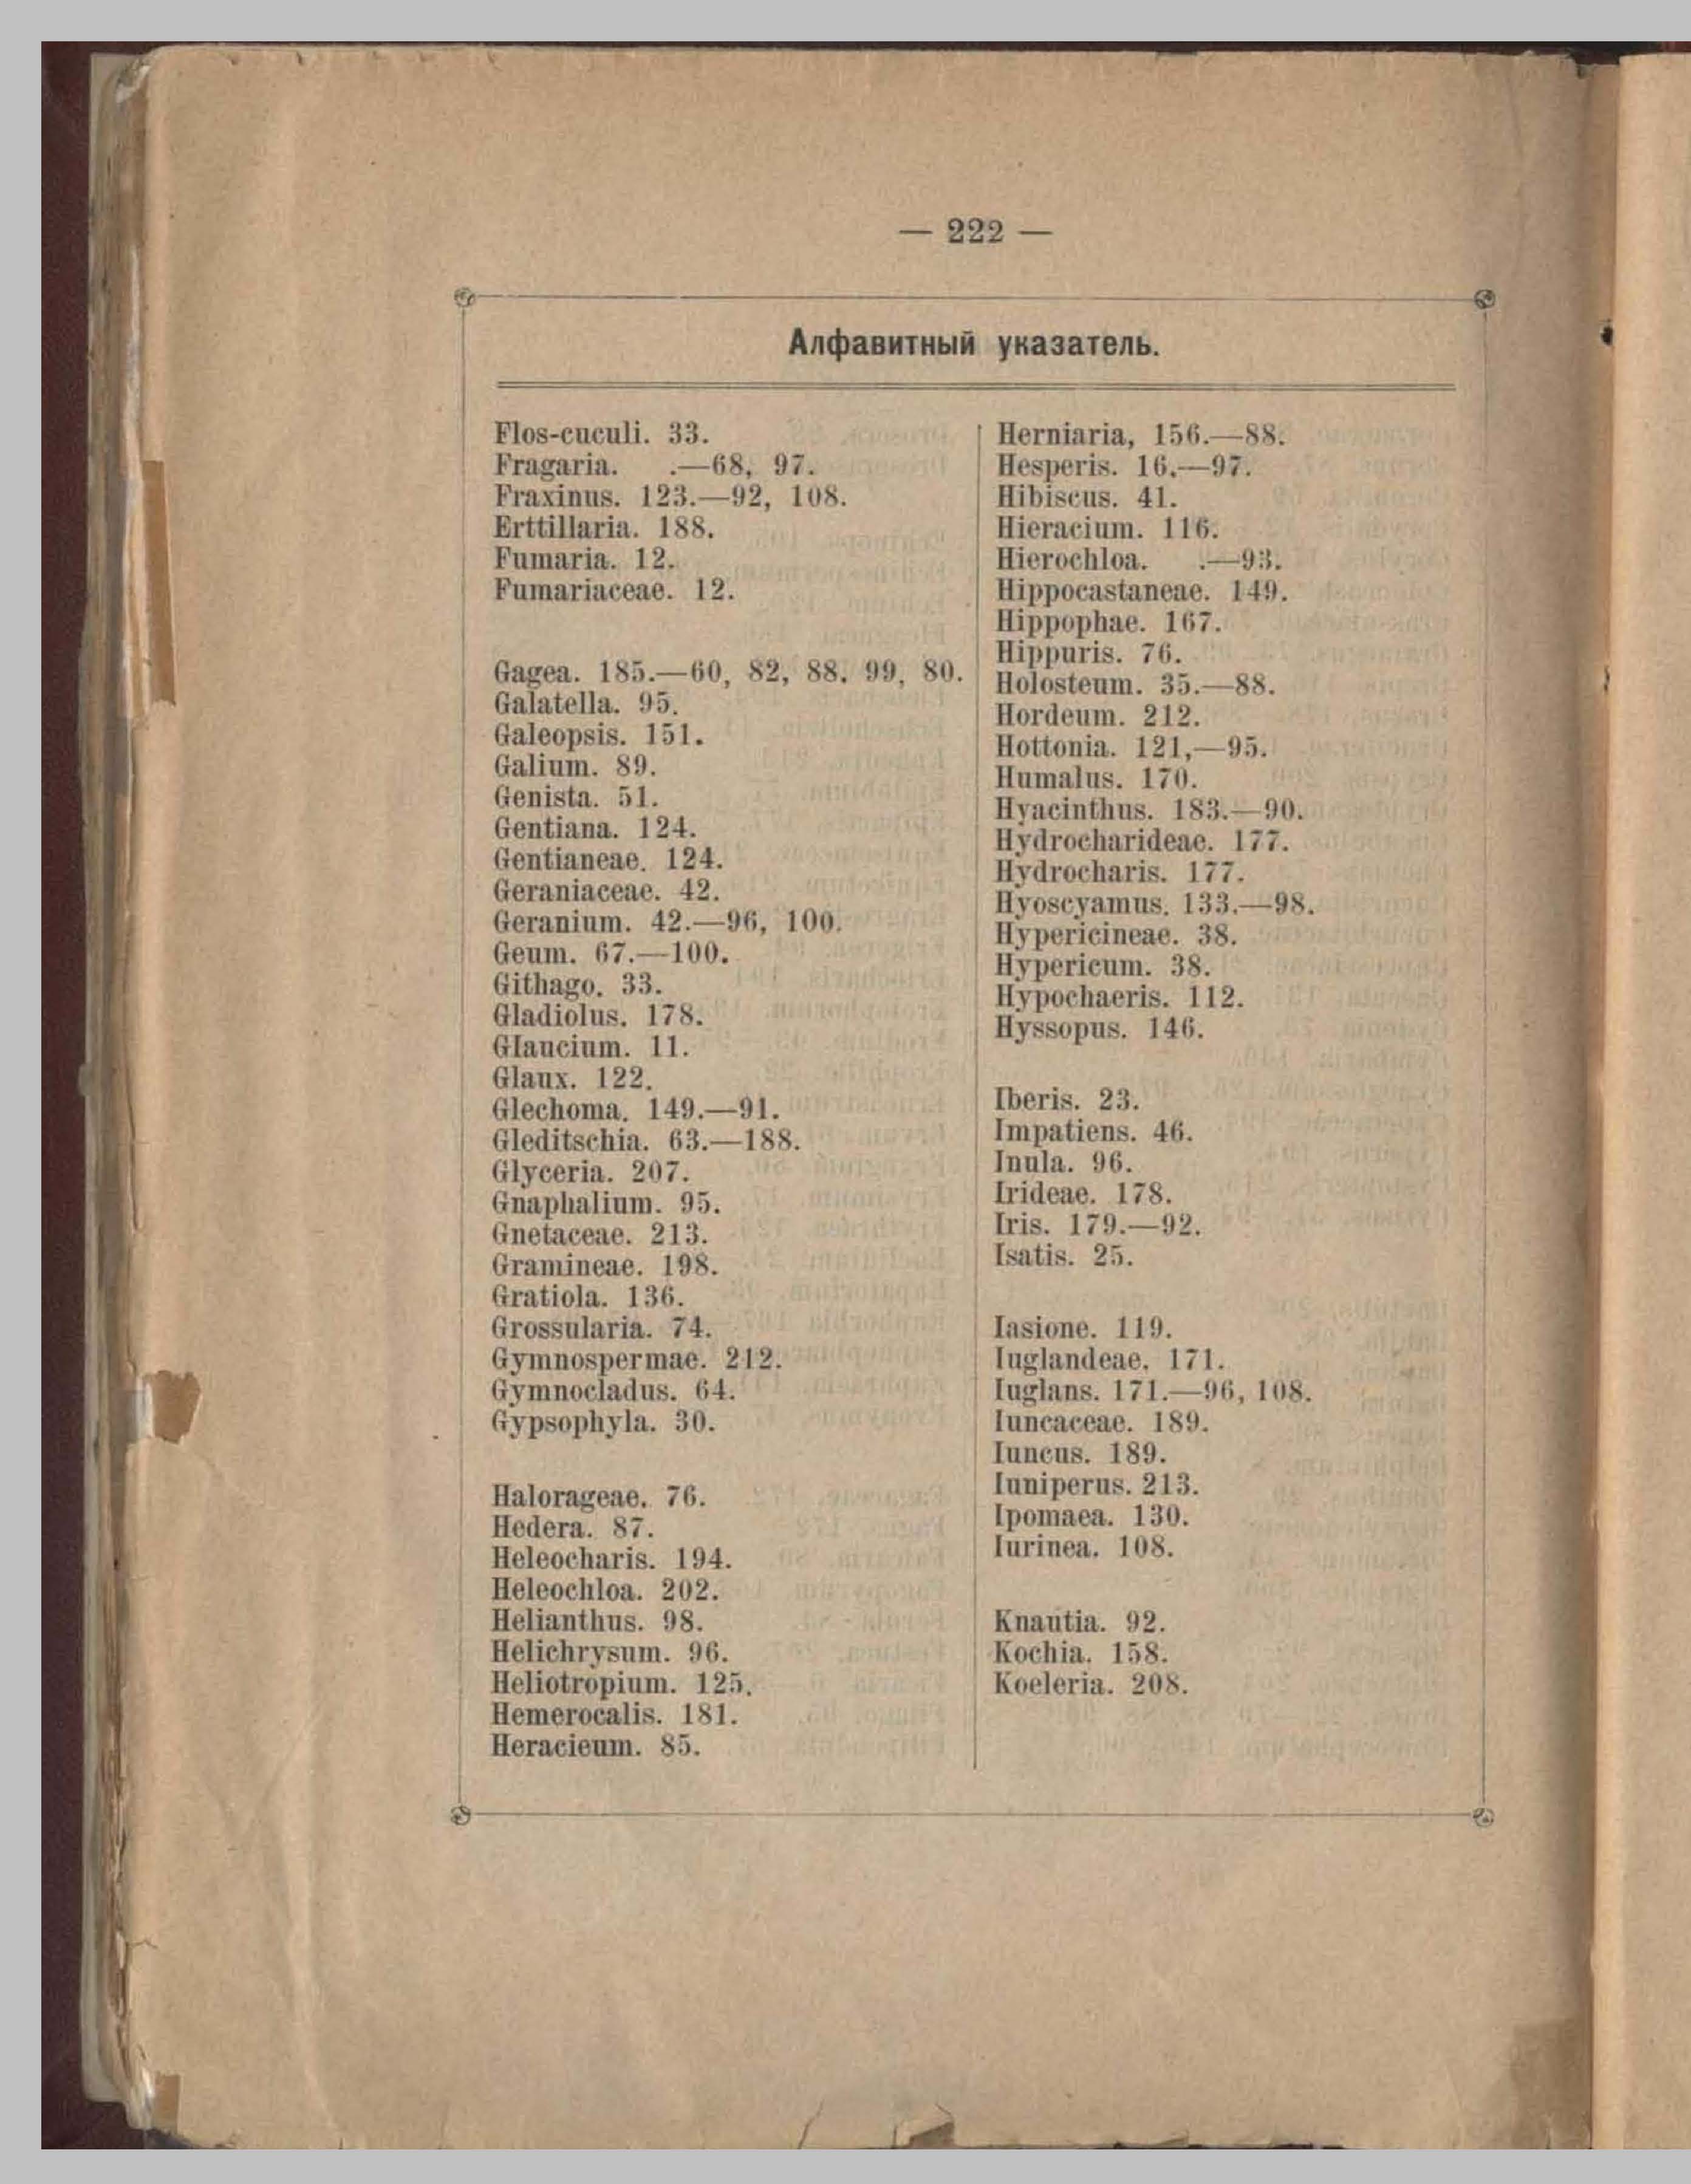 — 222 —
Алфавитный указатель.
Flos-cuculi. 33.
Fragaria. .—68, 97.
Fraxinus. 123.—92, 108.
Erttillaria. 188.
Fumaria. 12.
Fumariaceae. 12.
Gagea. 185.—60, 82, 88, 99, 80.
Galatella. 95.
Galeopsis. 151.
Galium. 89.
Genista. 51.
Gentiana. 124.
Gentianeae. 124.
Geraniaceae. 42.
Geranium. 42.—96, 100.
Geum. 67.—100.
Githago. 33.
Gladiolus. 178.
Glaucium. 11.
Glaux. 122.
Glechoma. 149.—91.
Gleditschia. 63.—188.
Glyceria. 207.
Gnaphalium. 95.
Gnetaceae. 213.
Gramineae. 198.
Gratiola. 136.
Grossularia. 74.
Gymnospermae. 212.
Gymnocladus. 64.
Gypsophyla. 30.
Halorageae. 76.
Hedera. 87.
Heleocharis. 194.
Heleochloa. 202.
Helianthus. 98.
Helichrysum. 96.
Heliotropium. 125.
Hemerocalis. 181.
Heracieum. 85.
Herniaria, 156.—88.
Hesperis. 16.—97.
Hibiscus. 41.
Hieracium. 116.
Hierochloa. .—93.
Hippocastaneae. 149.
Hippophae. 167.
Hippuris. 76.
Holosteum. 35.—88.
Hordeum. 212.
Hottonia. 121,—95.
Humalus. 170.
Hyacinthus. 183.—90.
Hydrocharideae. 177.
Hydrocharis. 177.
Hyoscyamus. 133.—98.
Hypericineae. 38.
Hypericum. 38.
Hypochaeris. 112.
Hyssopus. 146.
Iberis. 23.
Impatiens. 46.
Inula. 96.
Irideae. 178.
Iris. 179.—92.
Isatis. 25.
Iasione. 119.
Iuglandeae. 171.
Iuglans. 171.—96, 108.
Iuncaceae. 189.
Iuncus. 189.
Iuniperus. 213.
Ipomaea. 130.
Iurinea. 108.
Knautia. 92.
Kochia. 158.
Koeleria. 208.